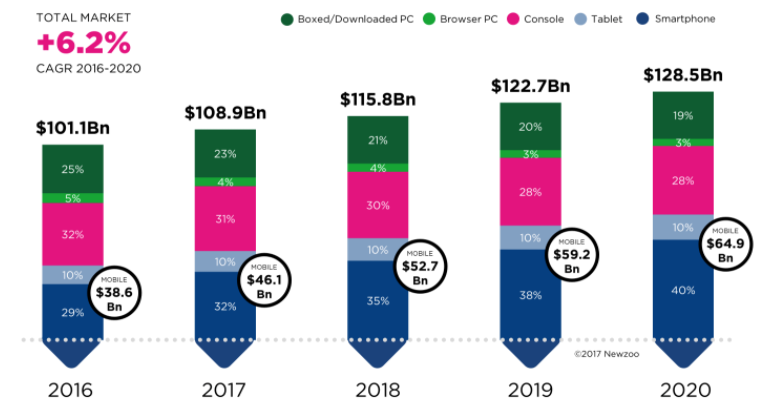 TOTAL MARKET
+6.2%
CAGR 2016-2020
Boxed/Downloaded PC
Browser PC
Console
Tablet
Smartphone
$101.1Bn
25%
5%
32%
10%
29%
MOBILE
$38.6
Bn
2016
$108.9Bn
23%
4%
31%
10%
32%
MOBILE
$46.1
Bn
2017
$115.8Bn
21%
4%
30%
10%
35%
MOBILE
$52.7
Bn
2018
$122.7Bn
20%
3%
28%
10%
38%
MOBILE
$59.2
Bn
2019
$128.5Bn
19%
3%
28%
10%
40%
MOBILE
$64.9
Bn
2020
©2017 Newzoo